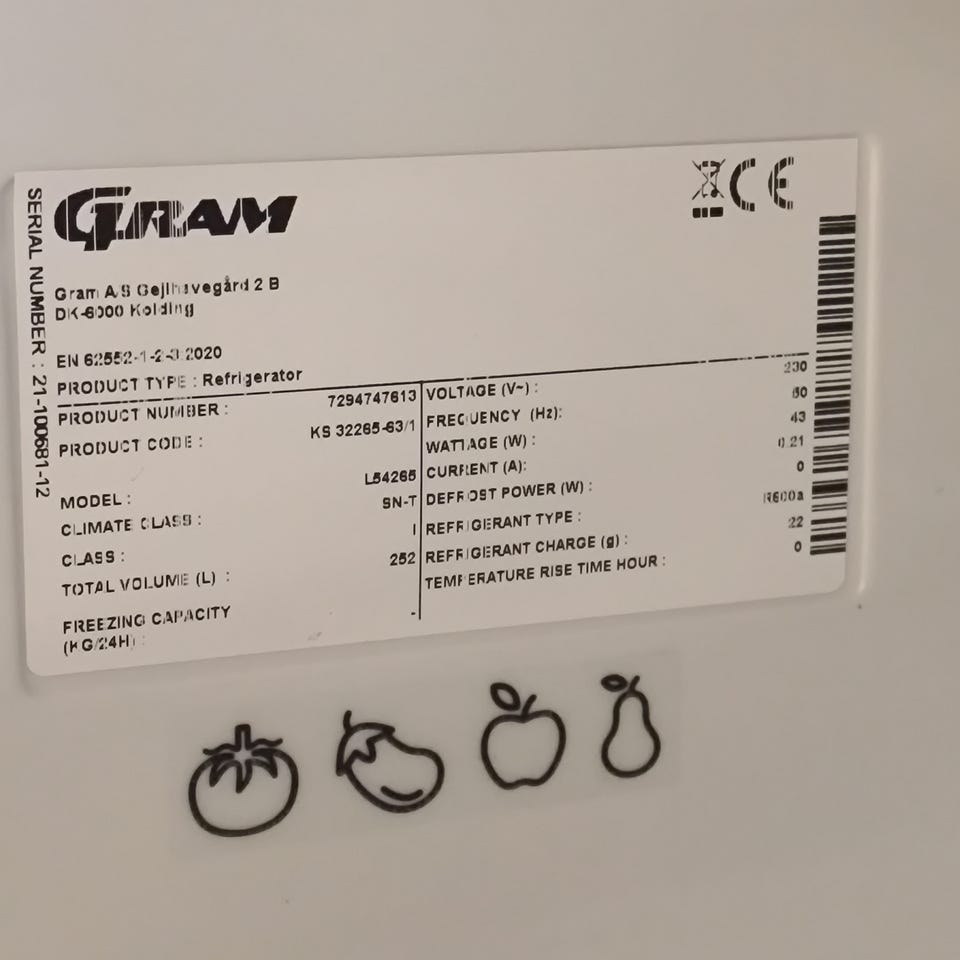 SERIAL NUMBER : 21-100681-12
GRAM
CE
Gram A/S Gejlhavegård 2 B
DK-6000 Kolding
EN 62552-1-2-3:2020
PRODUCT TYPE : Refrigerator
PRODUCT NUMBER : 7294747613
PRODUCT CODE : KS 32265-63/1
MODEL : L54265
CLIMATE CLASS : SN-T
CLASS : I
TOTAL VOLUME (L) : 252
FREEZING CAPACITY -
(KG/24H) :
VOLTAGE (V~) : 230
FREQUENCY (Hz): 50
WATTAGE (W) : 43
CURRENT (A): 0.21
DEFROST POWER (W) : 0
REFRIGERANT TYPE : R600a
REFRIGERANT CHARGE (g) : 22
TEMPERATURE RISE TIME HOUR : 0